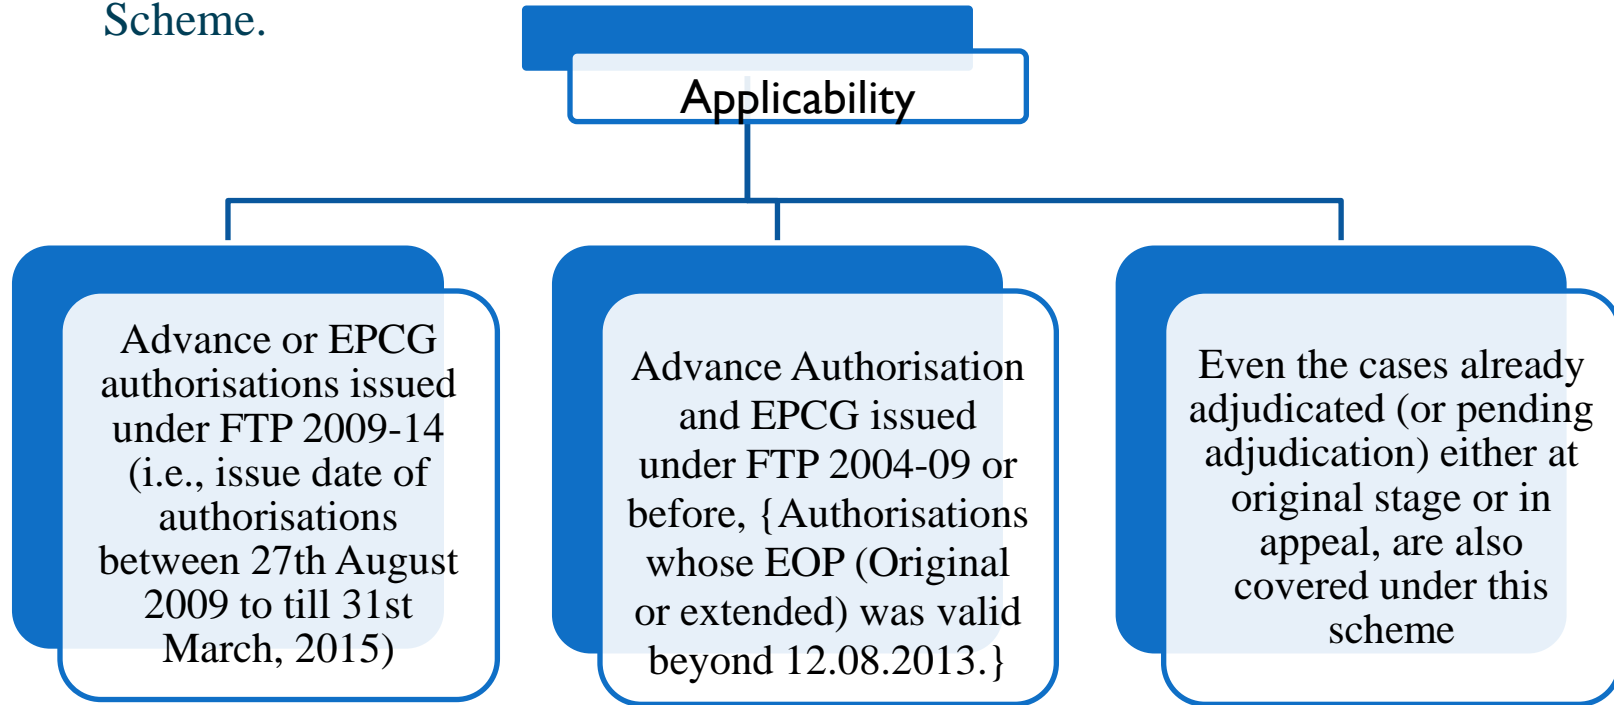 Scheme.
Applicability
Advance or EPCG
authorisations issued
under FTP 2009-14
(i.e., issue date of
authorisations
between 27th August
2009 to till 31st
March, 2015)
Advance Authorisation
and EPCG issued
under FTP 2004-09 or
before, {Authorisations
whose EOP (Original
or extended) was valid
beyond 12.08.2013.}
Even the cases already
adjudicated (or pending
adjudication) either at
original stage or in
appeal, are also
covered under this
scheme